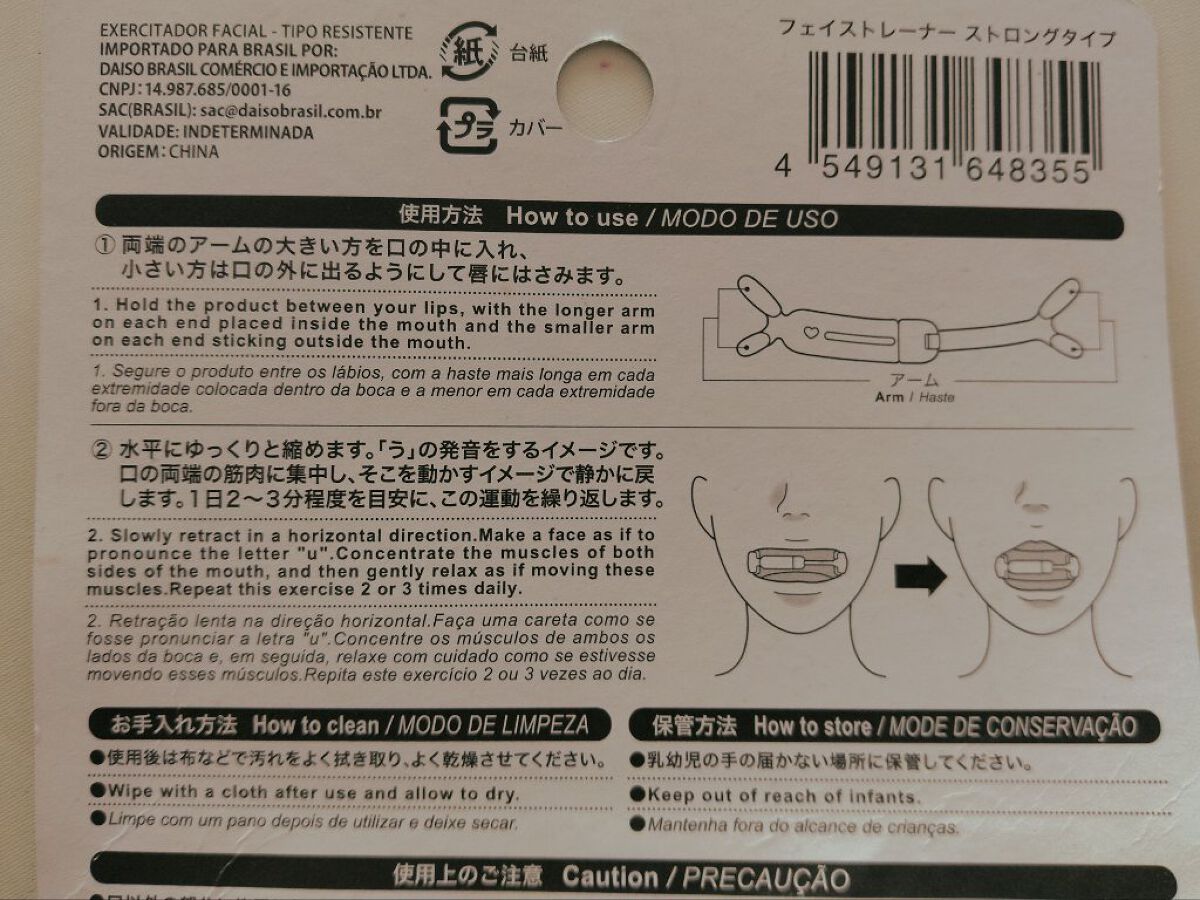 EXERCITADOR FACIAL - TIPO RESISTENTE
IMPORTADO PARA BRASIL POR:
DAISO BRASIL COMÉRCIO E IMPORTAÇÃO LTDA.
CNPJ: 14.987.685/0001-16
SAC(BRASIL): sac@daisobrasil.com.br
VALIDADE: INDETERMINADA
ORIGEM: CHINA
紙 台紙
プラ カバー
フェイストレーナー ストロングタイプ
4 549131 648355
使用方法 How to use / MODO DE USO
① 両端のアームの大きい方を口の中に入れ、
小さい方は口の外に出るようにして唇にはさみます。
1. Hold the product between your lips, with the longer arm
on each end placed inside the mouth and the smaller arm
on each end sticking outside the mouth.
1. Segure o produto entre os lábios, com a haste mais longa em cada
extremidade colocada dentro da boca e a menor em cada extremidade
fora da boca.
アーム
Arm / Haste
② 水平にゆっくりと縮めます。「う」の発音をするイメージです。
口の両端の筋肉に集中し、そこを動かすイメージで静かに戻
します。1日2〜3分程度を目安に、この運動を繰り返します。
2. Slowly retract in a horizontal direction.Make a face as if to
pronounce the letter "u".Concentrate the muscles of both
sides of the mouth, and then gently relax as if moving these
muscles.Repeat this exercise 2 or 3 times daily.
2. Retração lenta na direção horizontal.Faça uma careta como se
fosse pronunciar a letra "u".Concentre os músculos de ambos os
lados da boca e, em seguida, relaxe com cuidado como se estivesse
movendo esses músculos.Repita este exercício 2 ou 3 vezes ao dia.
お手入れ方法 How to clean / MODO DE LIMPEZA
●使用後は布などで汚れをよく拭き取り、よく乾燥させてください。
●Wipe with a cloth after use and allow to dry.
●Limpe com um pano depois de utilizar e deixe secar.
保管方法 How to store / MODE DE CONSERVAÇÃO
●乳幼児の手の届かない場所に保管してください。
●Keep out of reach of infants.
●Mantenha fora do alcance de crianças.
使用上のご注意 Caution / PRECAUÇÃO